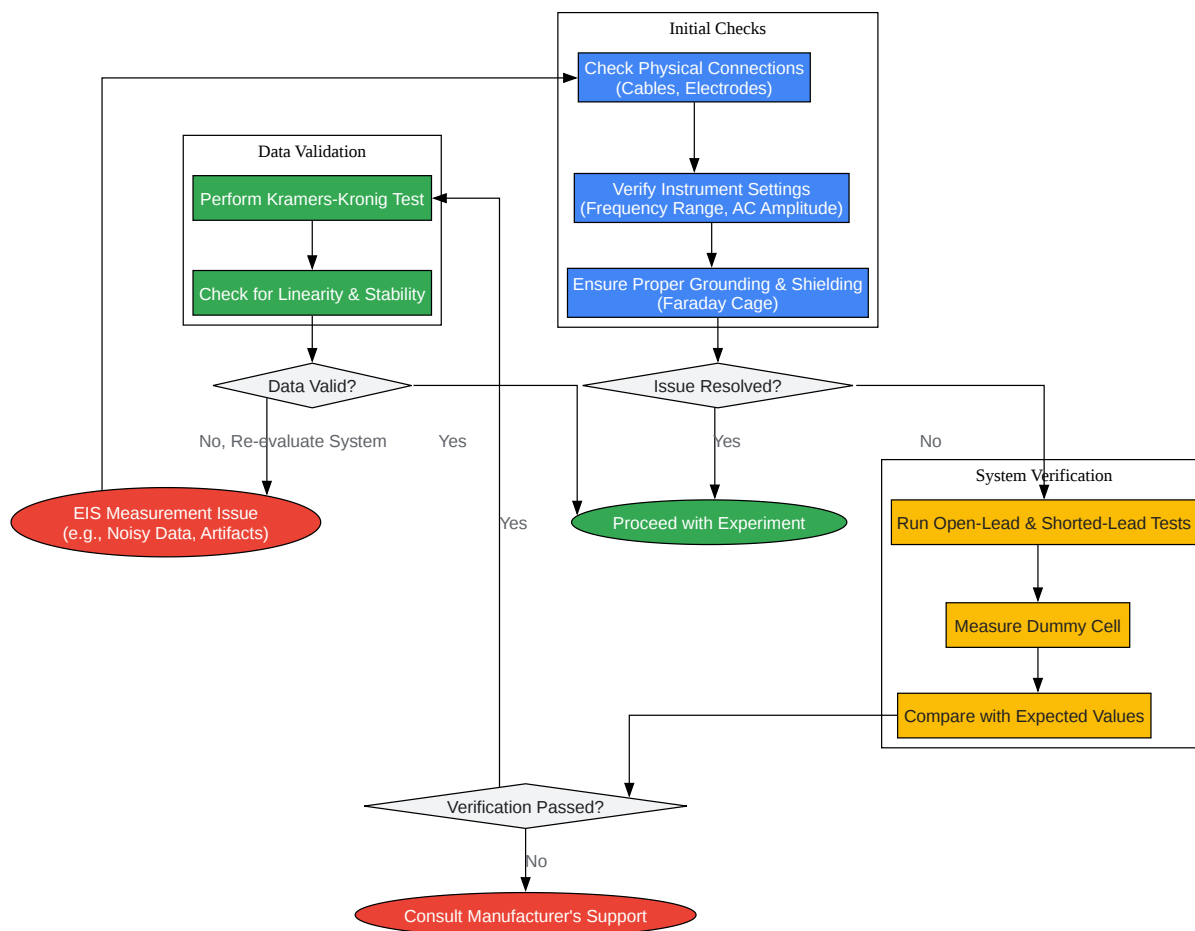 Initial Checks
Check Physical Connections
(Cables, Electrodes)
Data Validation
Perform Kramers-Kronig Test
Verify Instrument Settings
(Frequency Range, AC Amplitude)
Check for Linearity & Stability
Ensure Proper Grounding & Shielding
(Faraday Cage)
Data Valid?
Issue Resolved?
No, Re-evaluate System
Yes
Yes
No
System Verification
EIS Measurement Issue
(e.g., Noisy Data, Artifacts)
Yes
Proceed with Experiment
Run Open-Lead & Shorted-Lead Tests
Measure Dummy Cell
Compare with Expected Values
Verification Passed?
No
Consult Manufacturer's Support